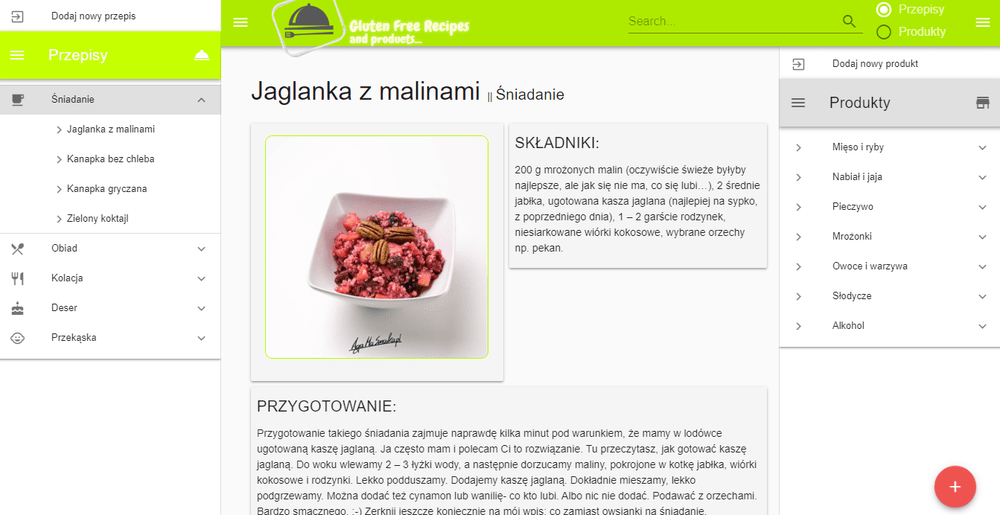 Dodaj nowy przepis
Przepisy
Śniadanie
Jaglanka z malinami
Kanapka bez chleba
Kanapka gryczana
Zielony koktajl
Obiad
Kolacja
Deser
Przekąska
Gluten Free Recipes
and products...
Search...
Przepisy
Produkty
Jaglanka z malinami || Śniadanie
AgaMaSmaka.pl
SKŁADNIKI:
200 g mrożonych malin (oczywiście świeże byłyby
najlepsze, ale jak się nie ma, co się lubi…), 2 średnie
jabłka, ugotowana kasza jaglana (najlepiej na sypko,
z poprzedniego dnia), 1 – 2 garście rodzynek,
niesiarkowane wiórki kokosowe, wybrane orzechy
np. pekan.
PRZYGOTOWANIE:
Przygotowanie takiego śniadania zajmuje naprawdę kilka minut pod warunkiem, że mamy w lodówce
ugotowaną kaszę jaglaną. Ja często mam i polecam Ci to rozwiązanie. Tu przeczytasz, jak gotować kaszę
jaglaną. Do woku wlewamy 2 – 3 łyżki wody, a następnie dorzucamy maliny, pokrojone w kotkę jabłka, wiórki
kokosowe i rodzynki. Lekko podduszamy. Dodajemy kaszę jaglaną. Dokładnie mieszamy, lekko
podgrzewamy. Można dodać też cynamon lub wanilię- co kto lubi. Albo nic nie dodać. Podawać z orzechami.
Bardzo smacznego. :-) Zerknij jeszcze koniecznie na mój wpis: co zamiast owsianki na śniadanie.
Dodaj nowy produkt
Produkty
Mięso i ryby
Nabiał i jaja
Pieczywo
Mrożonki
Owoce i warzywa
Słodycze
Alkohol